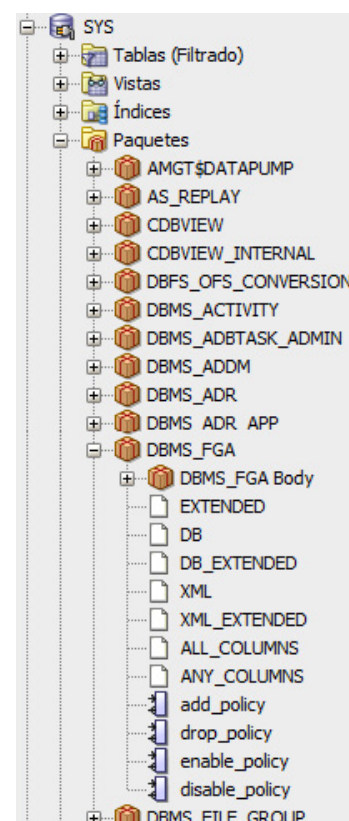 SYS
Tablas (Filtrado)
Vistas
Índices
Paquetes
AMGT$DATAPUMP
AS_REPLAY
CDBVIEW
CDBVIEW_INTERNAL
DBFS_OFS_CONVERSION
DBMS_ACTIVITY
DBMS_ADBTASK_ADMIN
DBMS_ADDM
DBMS_ADR
DBMS_ADR_APP
DBMS_FGA
DBMS_FGA Body
EXTENDED
DB
DB_EXTENDED
XML
XML_EXTENDED
ALL_COLUMNS
ANY_COLUMNS
add_policy
drop_policy
enable_policy
disable_policy
DBMS_FILE_GROUP